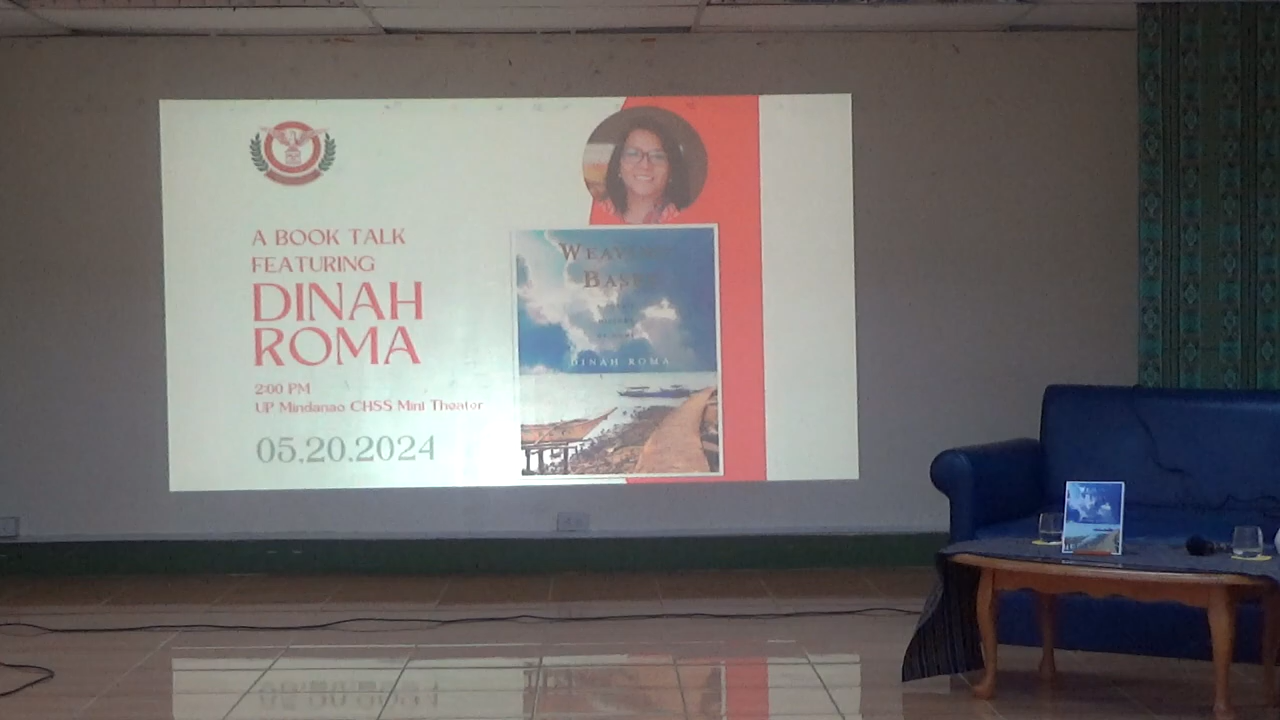 A BOOK TALK
FEATURING
DINAH
ROMA
2:00 PM
UP Mindanao CHSS Mini Theater
05.20.2024
DINAH ROMA